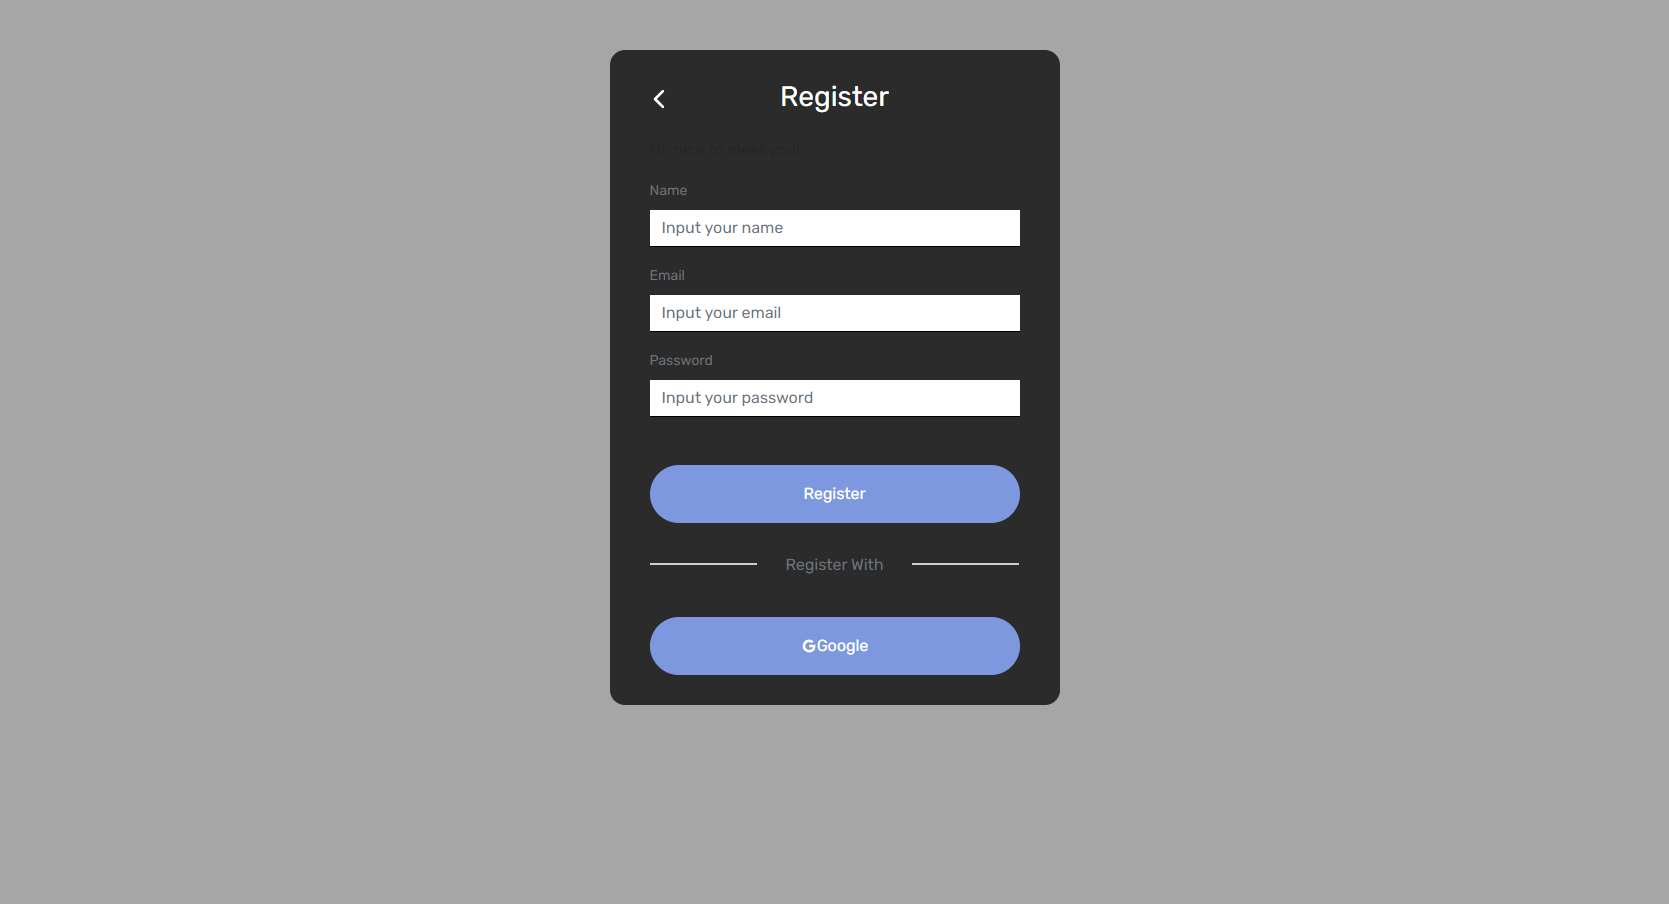 Register
Hi, nice to meet you!
Name
Input your name
Email
Input your email
Password
Input your password
Register
Register With
Google